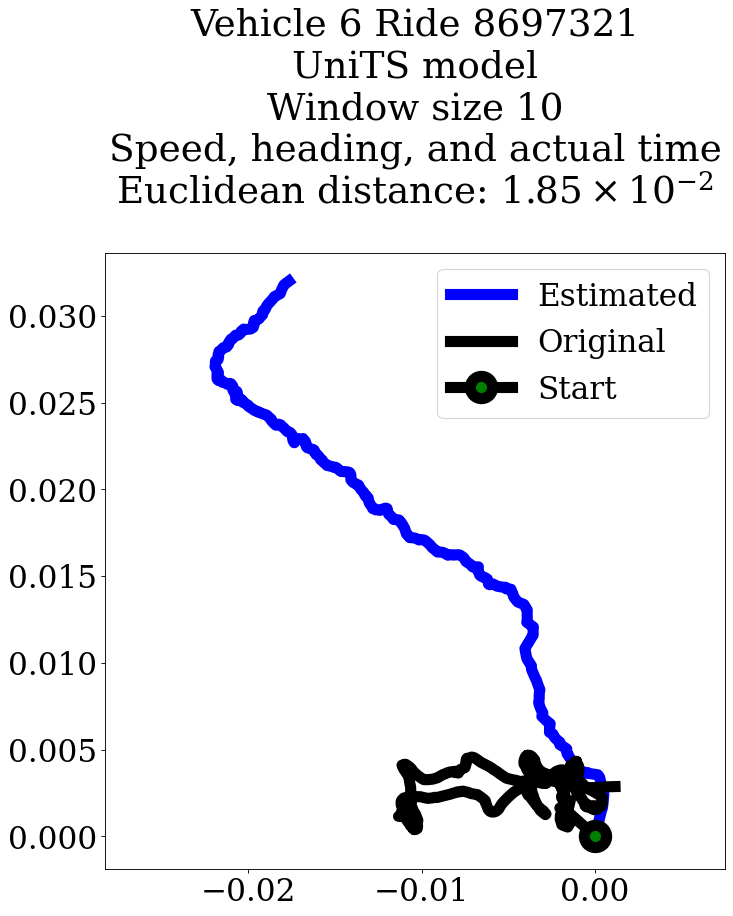 Vehicle 6 Ride 8697321
UniTS model
Window size 10
Speed, heading, and actual time
Euclidean distance: 1.85 × 10⁻²
Estimated
Original
Start
0.030
0.025
0.020
0.015
0.010
0.005
0.000
−0.02
−0.01
0.00